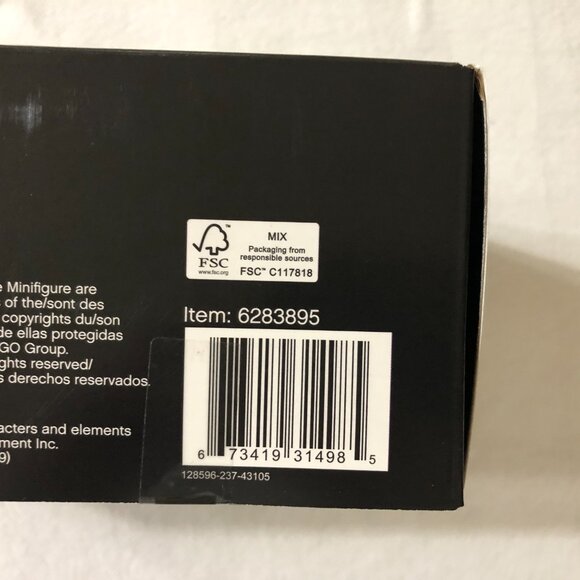 FSC™
www.fsc.org
MIX
Packaging from
responsible sources
FSC™ C117818
Minifigure are
s of the/sont des
copyrights du/son
de ellas protegidas
GO Group.
ghts reserved/
s derechos reservados.
Item: 6283895
acters and elements
ment Inc.
9)
6 73419 31498 5
128596-237-43105